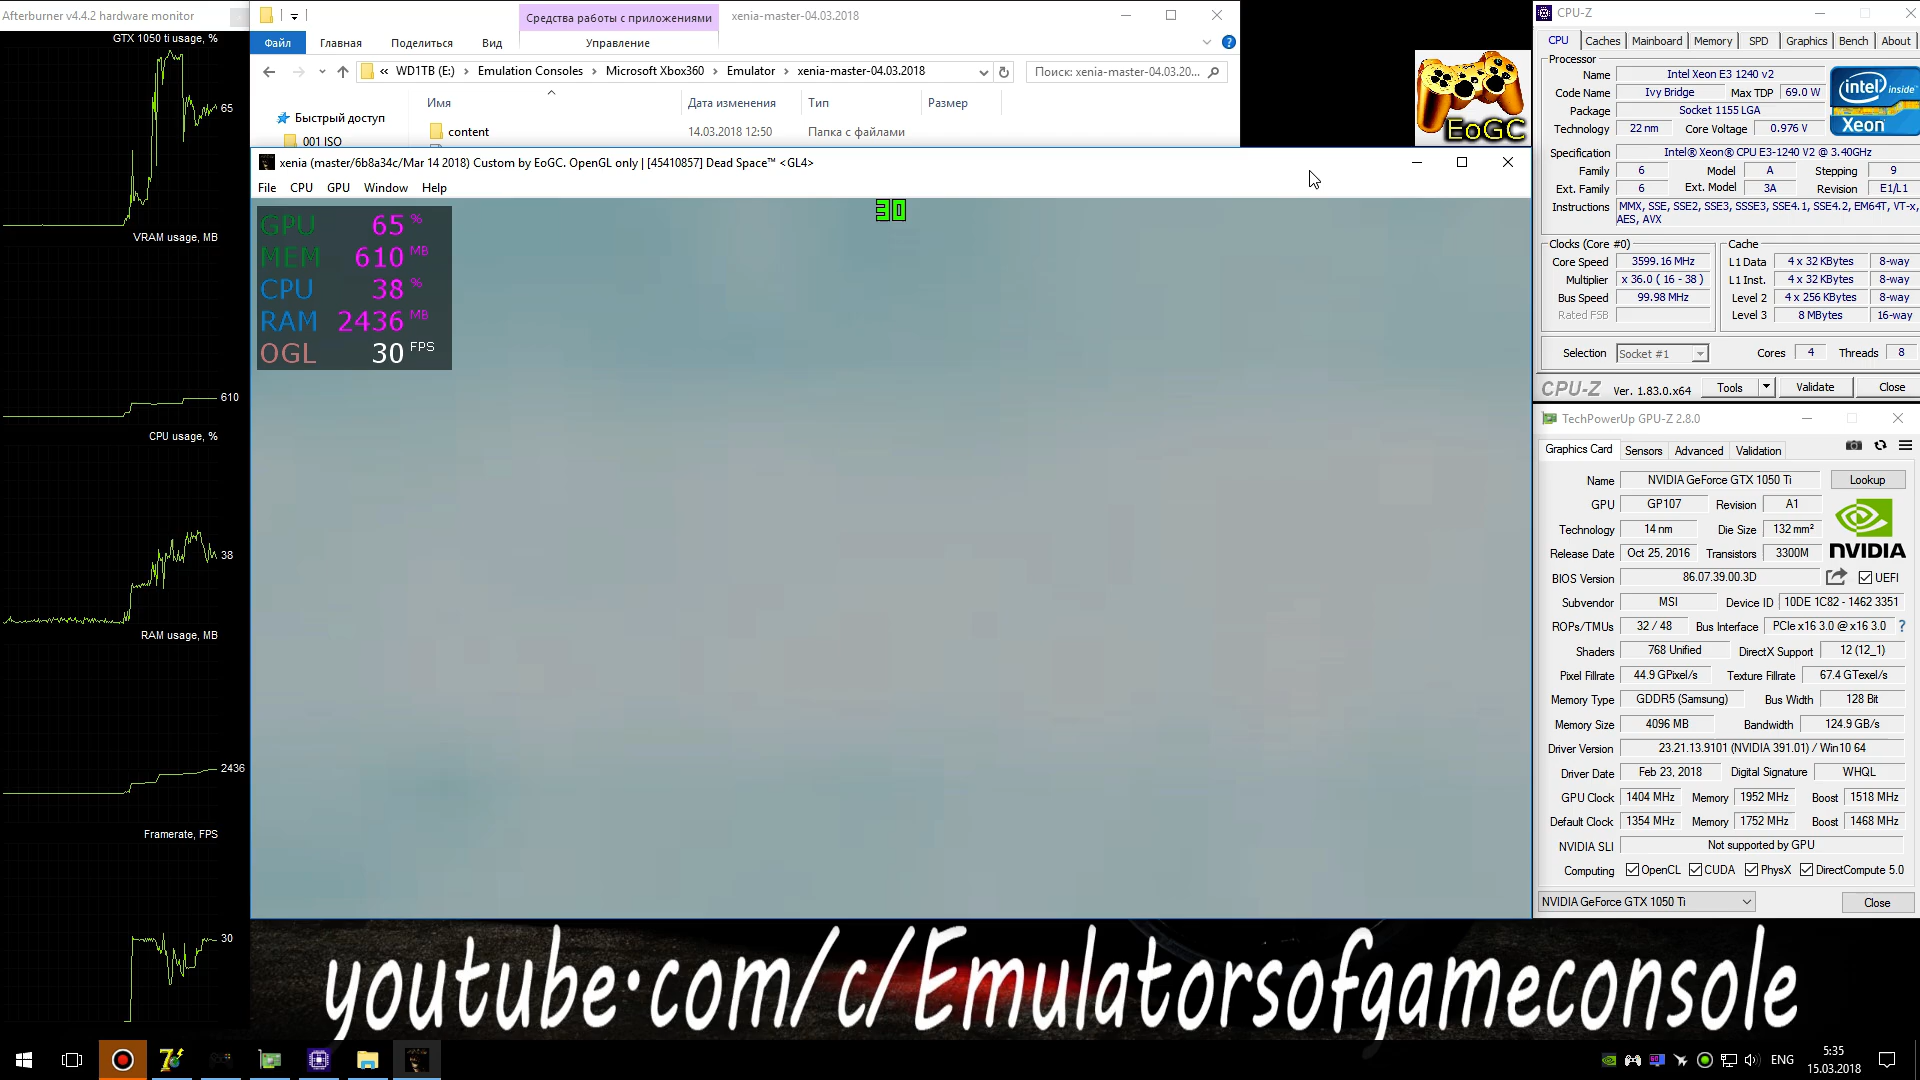 Afterburner v4.4.2 hardware monitor
GTX 1050 ti usage, %
65
VRAM usage, MB
610
CPU usage, %
38
RAM usage, MB
2436
Framerate, FPS
30
Средства работы с приложениями
xenia-master-04.03.2018
Файл Главная Поделиться Вид Управление
« WD1TB (E:) Emulation Consoles Microsoft Xbox360 Emulator xenia-master-04.03.2018
Поиск: xenia-master-04.03.20...
Быстрый доступ
001 ISO
Имя Дата изменения Тип Размер
content 14.03.2018 12:50 Папка с файлами
EoGC
xenia (master/6b8a34c/Mar 14 2018) Custom by EoGC. OpenGL only | [45410857] Dead Space™ <GL4>
File CPU GPU Window Help
30
GPU 65 %
MEM 610 MB
CPU 38 %
RAM 2436 MB
OGL 30 FPS
CPU-Z
CPU Caches Mainboard Memory SPD Graphics Bench About
Processor
Name Intel Xeon E3 1240 v2
Code Name Ivy Bridge Max TDP 69.0 W
Package Socket 1155 LGA
Technology 22 nm Core Voltage 0.976 V
intel inside™
Xeon
Specification Intel® Xeon® CPU E3-1240 V2 @ 3.40GHz
Family 6 Model A Stepping 9
Ext. Family 6 Ext. Model 3A Revision E1/L1
Instructions MMX, SSE, SSE2, SSE3, SSSE3, SSE4.1, SSE4.2, EM64T, VT-x,
AES, AVX
Clocks (Core #0)
Core Speed 3599.16 MHz
Multiplier x 36.0 ( 16 - 38 )
Bus Speed 99.98 MHz
Rated FSB
Cache
L1 Data 4 x 32 KBytes 8-way
L1 Inst. 4 x 32 KBytes 8-way
Level 2 4 x 256 KBytes 8-way
Level 3 8 MBytes 16-way
Selection Socket #1 Cores 4 Threads 8
CPU-Z Ver. 1.83.0.x64 Tools Validate Close
TechPowerUp GPU-Z 2.8.0
Graphics Card Sensors Advanced Validation
Name NVIDIA GeForce GTX 1050 Ti Lookup
GPU GP107 Revision A1
Technology 14 nm Die Size 132 mm²
Release Date Oct 25, 2016 Transistors 3300M
NVIDIA
BIOS Version 86.07.39.00.3D UEFI
Subvendor MSI Device ID 10DE 1C82 - 1462 3351
ROPs/TMUs 32 / 48 Bus Interface PCIe x16 3.0 @ x16 3.0 ?
Shaders 768 Unified DirectX Support 12 (12_1)
Pixel Fillrate 44.9 GPixel/s Texture Fillrate 67.4 GTexel/s
Memory Type GDDR5 (Samsung) Bus Width 128 Bit
Memory Size 4096 MB Bandwidth 124.9 GB/s
Driver Version 23.21.13.9101 (NVIDIA 391.01) / Win10 64
Driver Date Feb 23, 2018 Digital Signature WHQL
GPU Clock 1404 MHz Memory 1952 MHz Boost 1518 MHz
Default Clock 1354 MHz Memory 1752 MHz Boost 1468 MHz
NVIDIA SLI Not supported by GPU
Computing OpenCL CUDA PhysX DirectCompute 5.0
NVIDIA GeForce GTX 1050 Ti Close
youtube.com/c/Emulatorsofgameconsole
ENG
5:35
15.03.2018